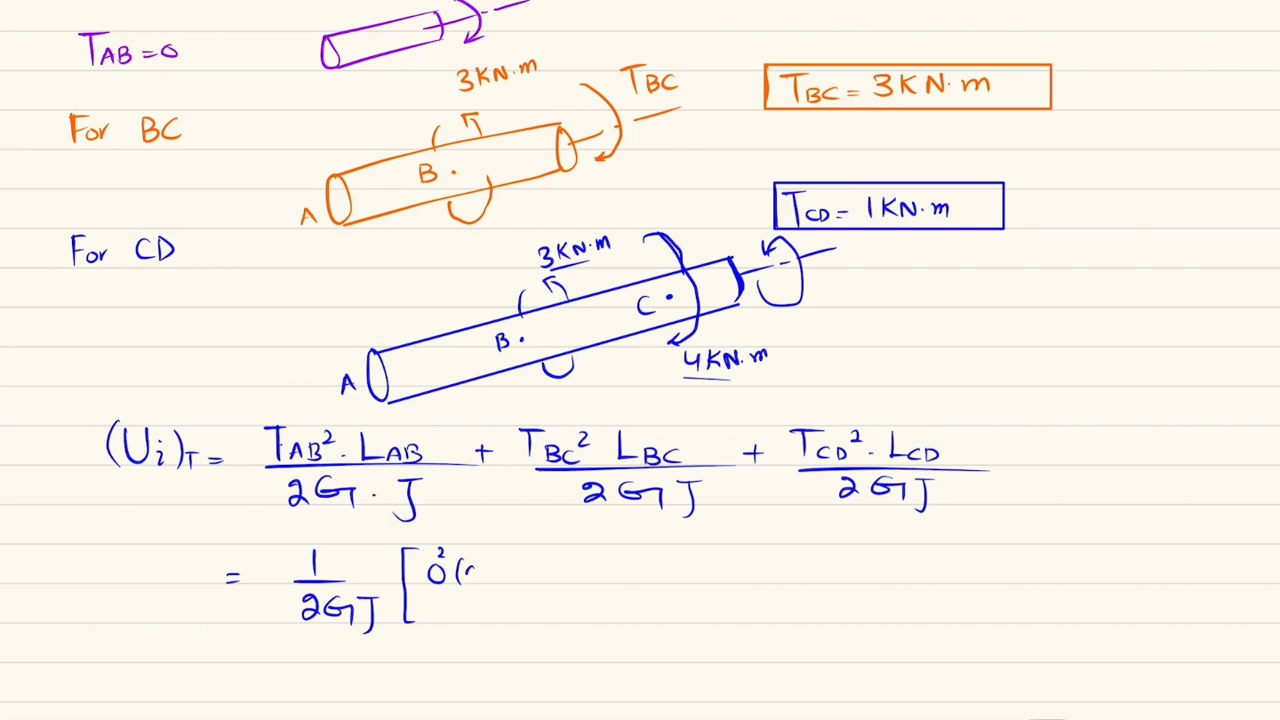 TAB = 0
3KN·m
TBC
TBC = 3KN·m
For BC
B
A
TCD = 1KN·m
For CD
3KN·m
C
B
4KN·m
A
(Ui)T = TAB². LAB / 2G . J + TBC² LBC / 2GJ + TCD². LCD / 2GJ
= 1 / 2GJ [ 0² (